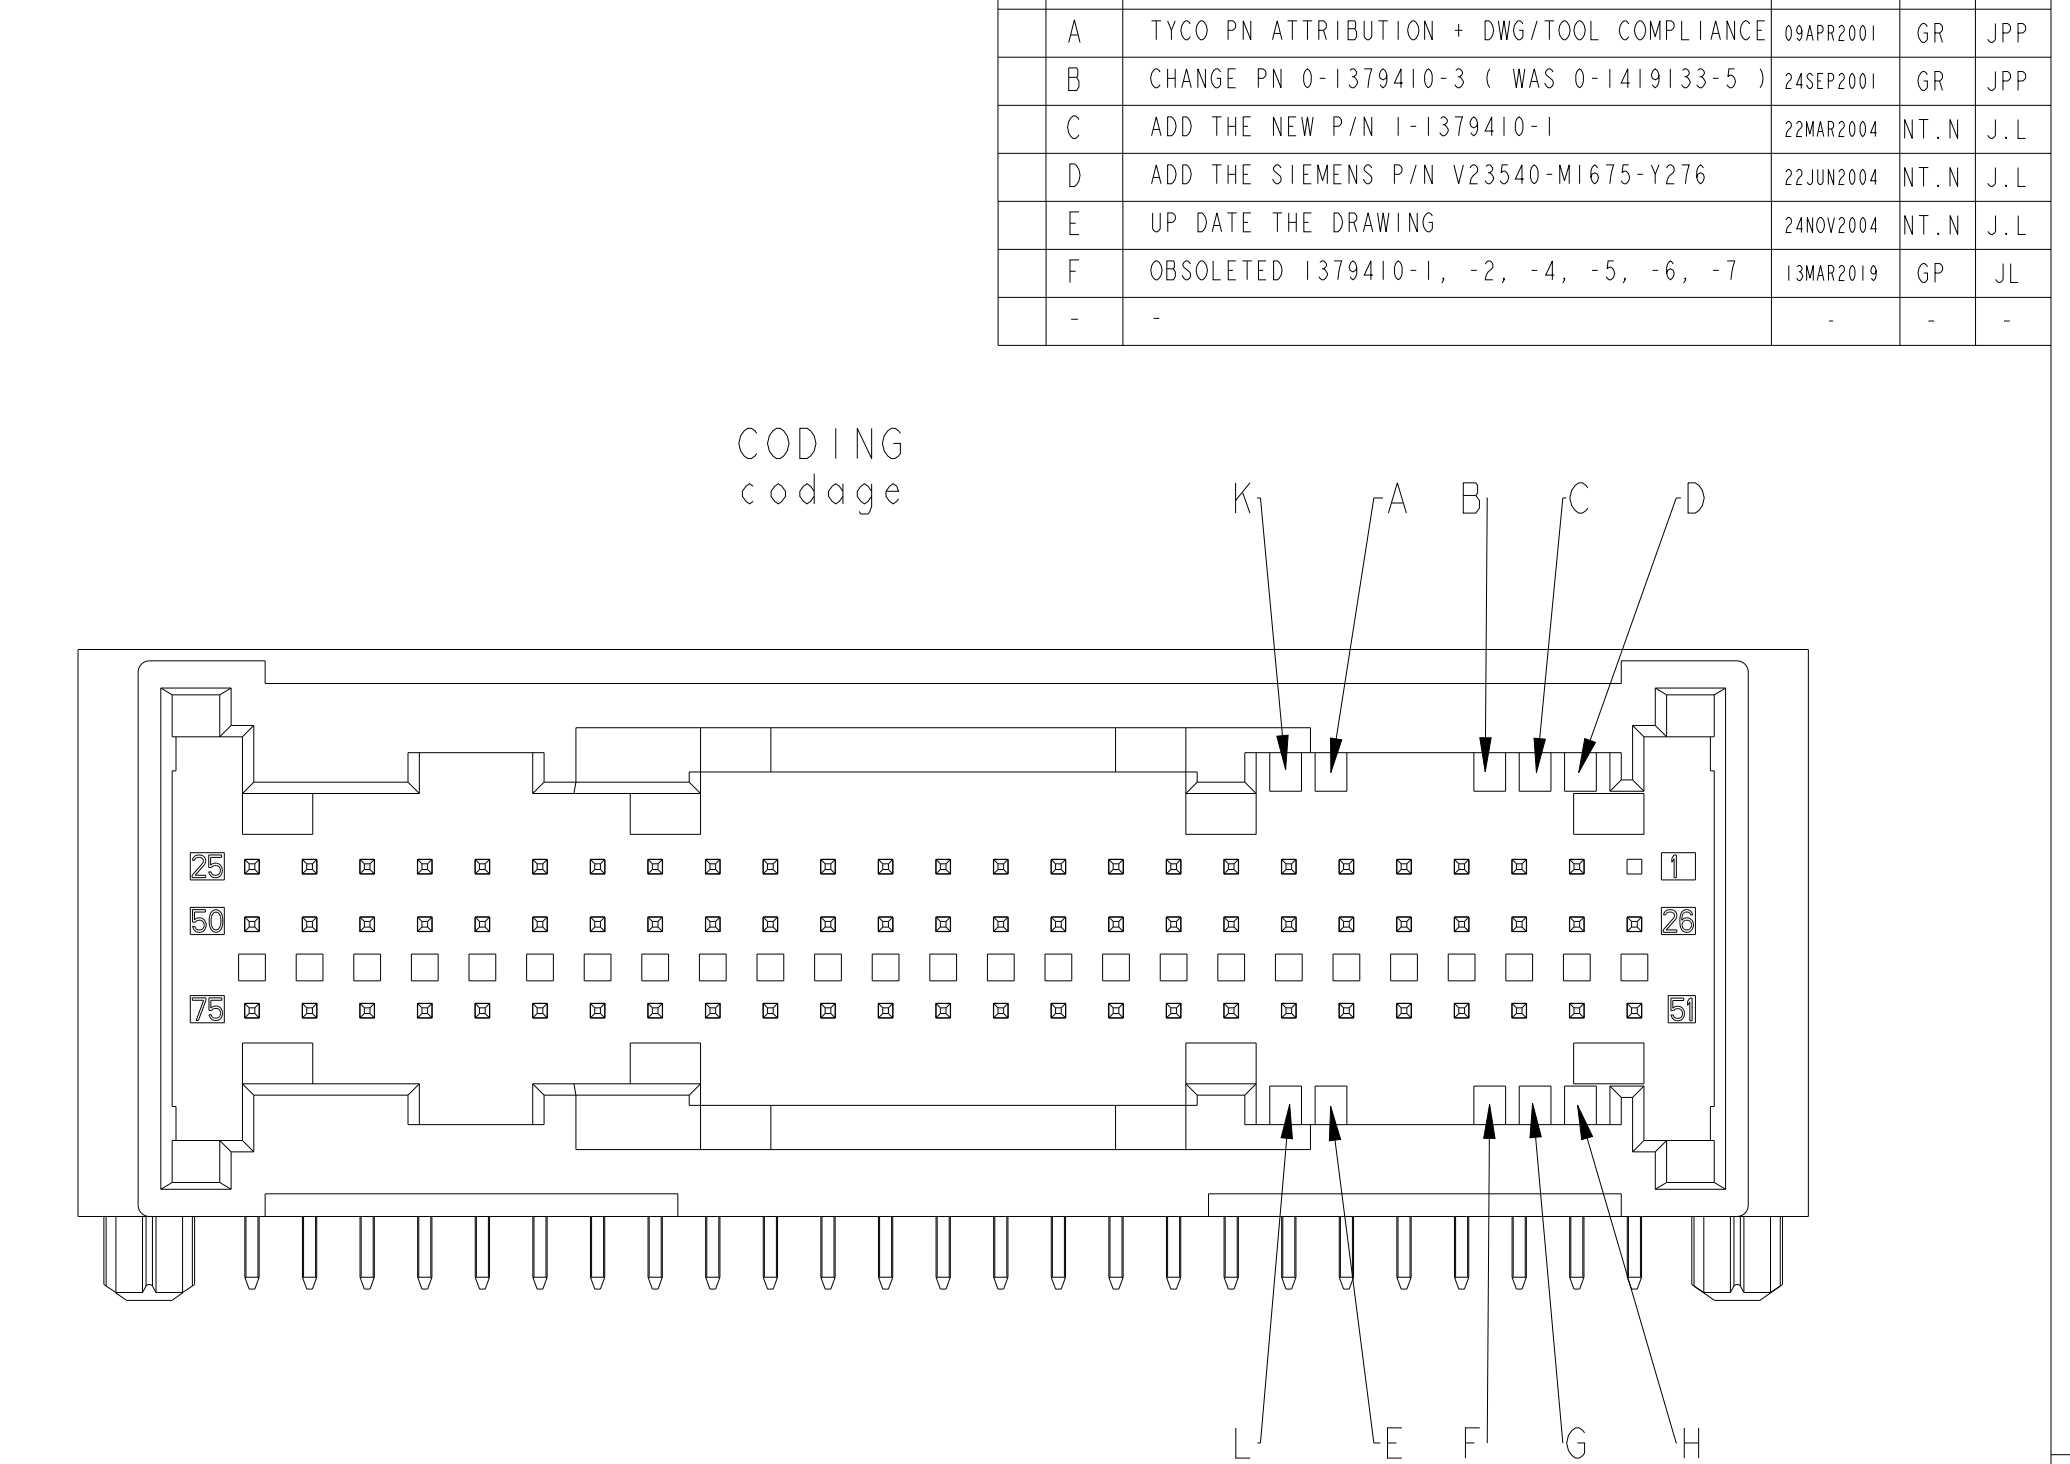 A TYCO PN ATTRIBUTION + DWG/TOOL COMPLIANCE 09APR2001 GR JPP
B CHANGE PN 0-1379410-3 ( WAS 0-1419133-5 ) 24SEP2001 GR JPP
C ADD THE NEW P/N 1-1379410-1 22MAR2004 NT.N J.L
D ADD THE SIEMENS P/N V23540-M1675-Y276 22JUN2004 NT.N J.L
E UP DATE THE DRAWING 24NOV2004 NT.N J.L
F OBSOLETED 1379410-1, -2, -4, -5, -6, -7 13MAR2019 GP JL
- - - - -
CODING
codage
K A B C D
25 1
50 26
75 51
L E F G H